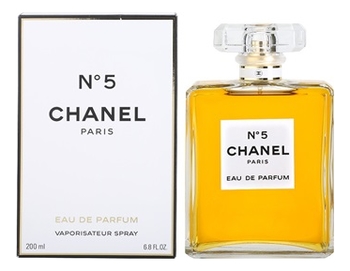 N°5
CHANEL
PARIS
EAU DE PARFUM
VAPORISATEUR SPRAY
200 ml 6.8 fl. oz.
N°5
CHANEL
PARIS
EAU DE PARFUM